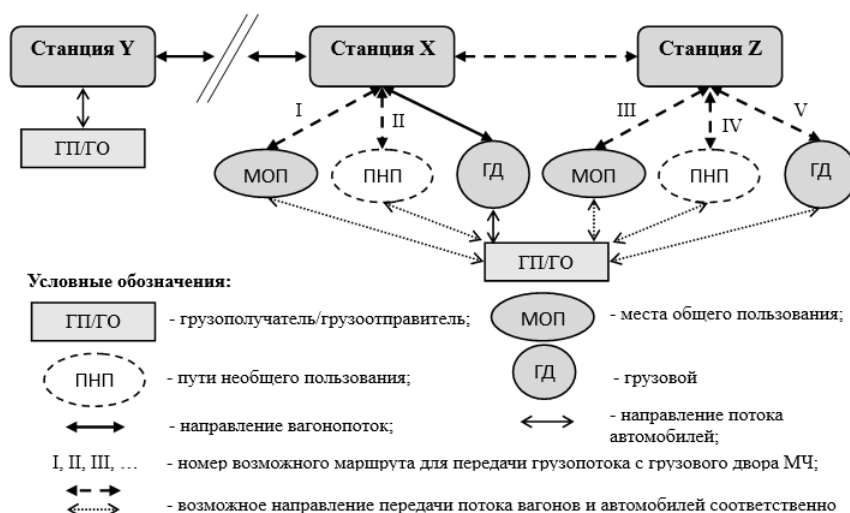 Станция Y
Станция X
Станция Z
I
II
III
IV
V
ГП/ГО
МОП
ПНП
ГД
МОП
ПНП
ГД
ГП/ГО
Условные обозначения:
ГП/ГО - грузополучатель/грузоотправитель;
МОП - места общего пользования;
ПНП - пути необщего пользования;
ГД - грузовой
- направление вагонопоток;
- направление потока
автомобилей;
I, II, III, ... - номер возможного маршрута для передачи грузопотока с грузового двора МЧ;
- возможное направление передачи потока вагонов и автомобилей соответственно